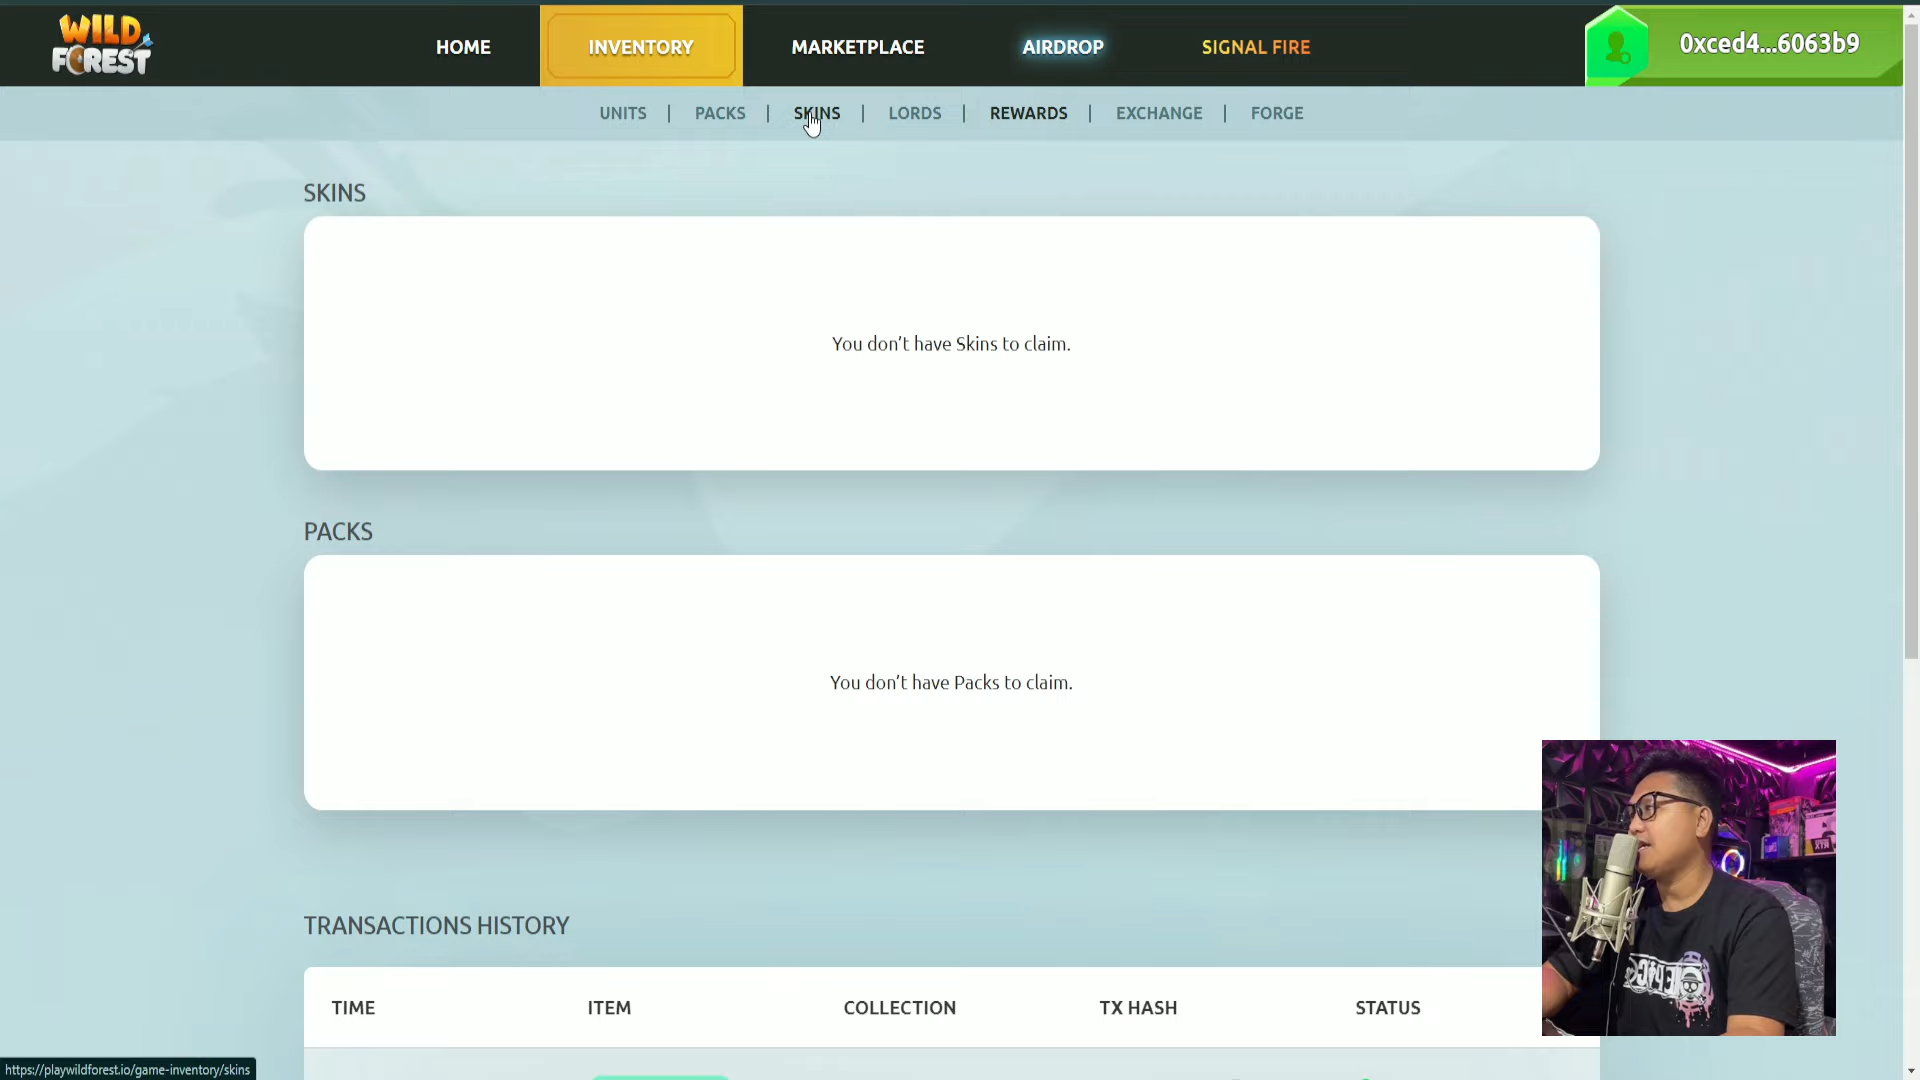 WILD
FOREST
HOME
INVENTORY
MARKETPLACE
AIRDROP
SIGNAL FIRE
0xced4...6063b9
UNITS | PACKS | SKINS | LORDS | REWARDS | EXCHANGE | FORGE
SKINS
You don’t have Skins to claim.
PACKS
You don’t have Packs to claim.
TRANSACTIONS HISTORY
TIME ITEM COLLECTION TX HASH STATUS
https://playwildforest.io/game-inventory/skins